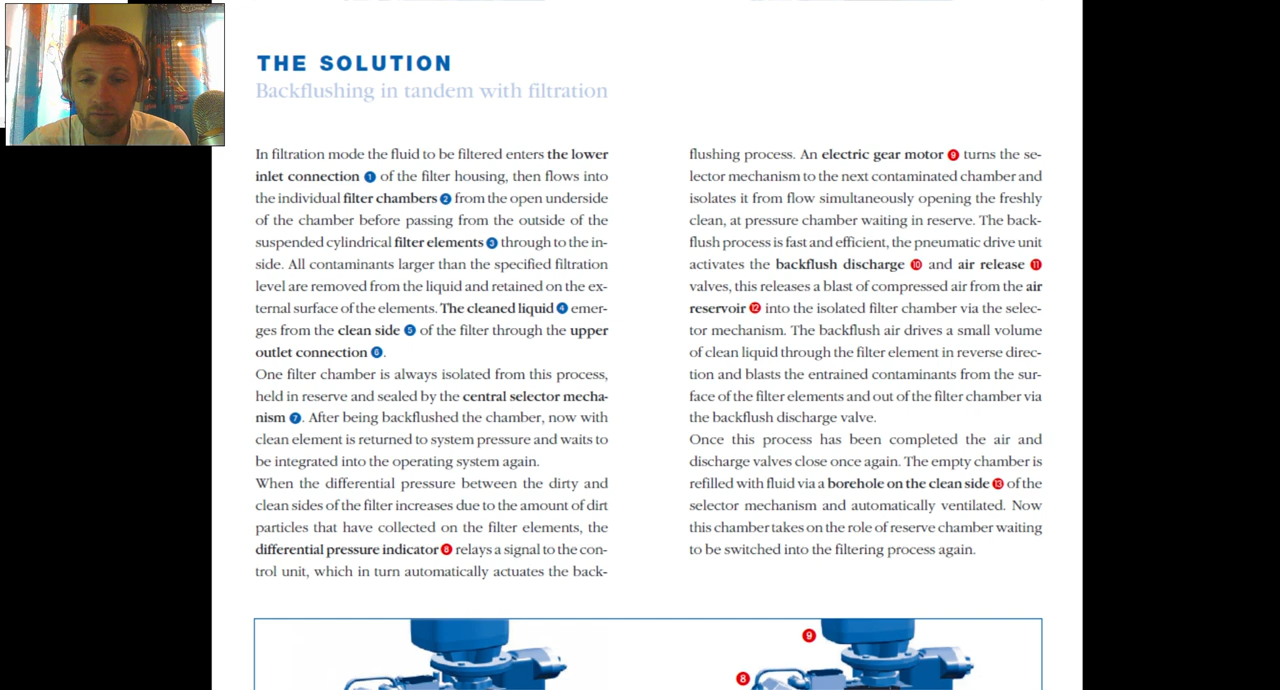 THE SOLUTION
Backflushing in tandem with filtration
In filtration mode the fluid to be filtered enters the lower
inlet connection 1 of the filter housing, then flows into
the individual filter chambers 2 from the open underside
of the chamber before passing from the outside of the
suspended cylindrical filter elements 3 through to the in-
side. All contaminants larger than the specified filtration
level are removed from the liquid and retained on the ex-
ternal surface of the elements. The cleaned liquid 4 emer-
ges from the clean side 5 of the filter through the upper
outlet connection 6.
One filter chamber is always isolated from this process,
held in reserve and sealed by the central selector mecha-
nism 7. After being backflushed the chamber, now with
clean element is returned to system pressure and waits to
be integrated into the operating system again.
When the differential pressure between the dirty and
clean sides of the filter increases due to the amount of dirt
particles that have collected on the filter elements, the
differential pressure indicator 8 relays a signal to the con-
trol unit, which in turn automatically actuates the back-
flushing process. An electric gear motor 9 turns the se-
lector mechanism to the next contaminated chamber and
isolates it from flow simultaneously opening the freshly
clean, at pressure chamber waiting in reserve. The back-
flush process is fast and efficient, the pneumatic drive unit
activates the backflush discharge 10 and air release 11
valves, this releases a blast of compressed air from the air
reservoir 12 into the isolated filter chamber via the selec-
tor mechanism. The backflush air drives a small volume
of clean liquid through the filter element in reverse direc-
tion and blasts the entrained contaminants from the sur-
face of the filter elements and out of the filter chamber via
the backflush discharge valve.
Once this process has been completed the air and
discharge valves close once again. The empty chamber is
refilled with fluid via a borehole on the clean side 13 of the
selector mechanism and automatically ventilated. Now
this chamber takes on the role of reserve chamber waiting
to be switched into the filtering process again.
9
8